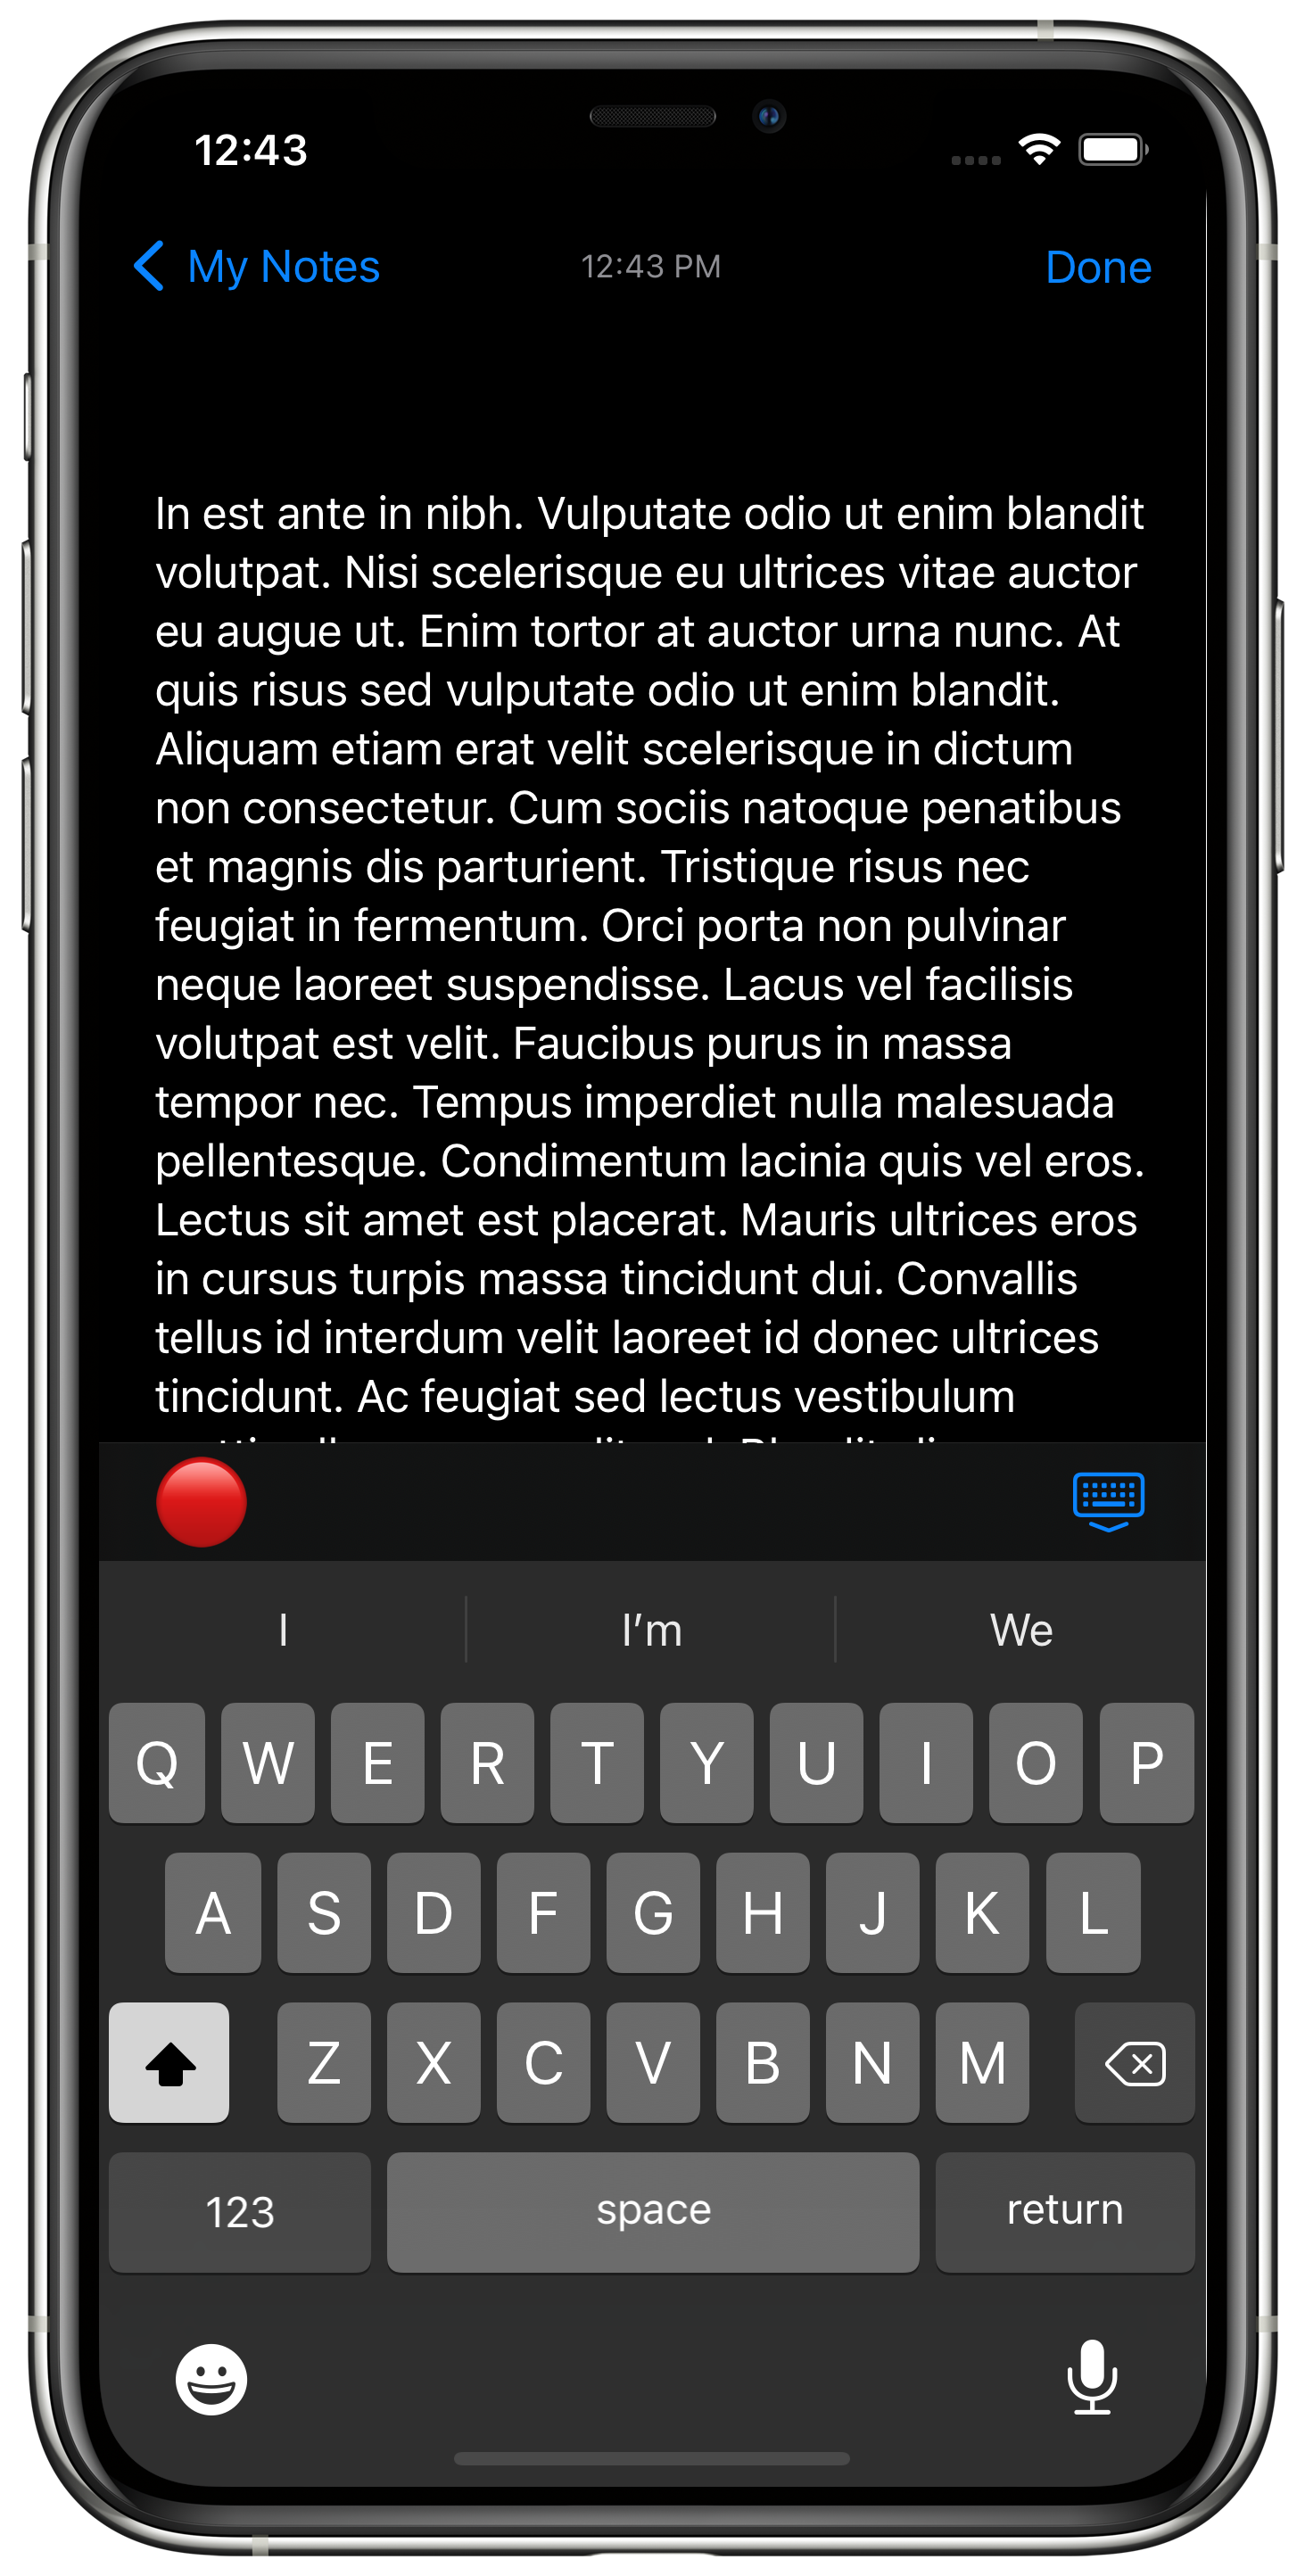 12:43
My Notes
12:43 PM
Done
In est ante in nibh. Vulputate odio ut enim blandit
volutpat. Nisi scelerisque eu ultrices vitae auctor
eu augue ut. Enim tortor at auctor urna nunc. At
quis risus sed vulputate odio ut enim blandit.
Aliquam etiam erat velit scelerisque in dictum
non consectetur. Cum sociis natoque penatibus
et magnis dis parturient. Tristique risus nec
feugiat in fermentum. Orci porta non pulvinar
neque laoreet suspendisse. Lacus vel facilisis
volutpat est velit. Faucibus purus in massa
tempor nec. Tempus imperdiet nulla malesuada
pellentesque. Condimentum lacinia quis vel eros.
Lectus sit amet est placerat. Mauris ultrices eros
in cursus turpis massa tincidunt dui. Convallis
tellus id interdum velit laoreet id donec ultrices
tincidunt. Ac feugiat sed lectus vestibulum
I I’m We
Q W E R T Y U I O P
A S D F G H J K L
Z X C V B N M
123 space return